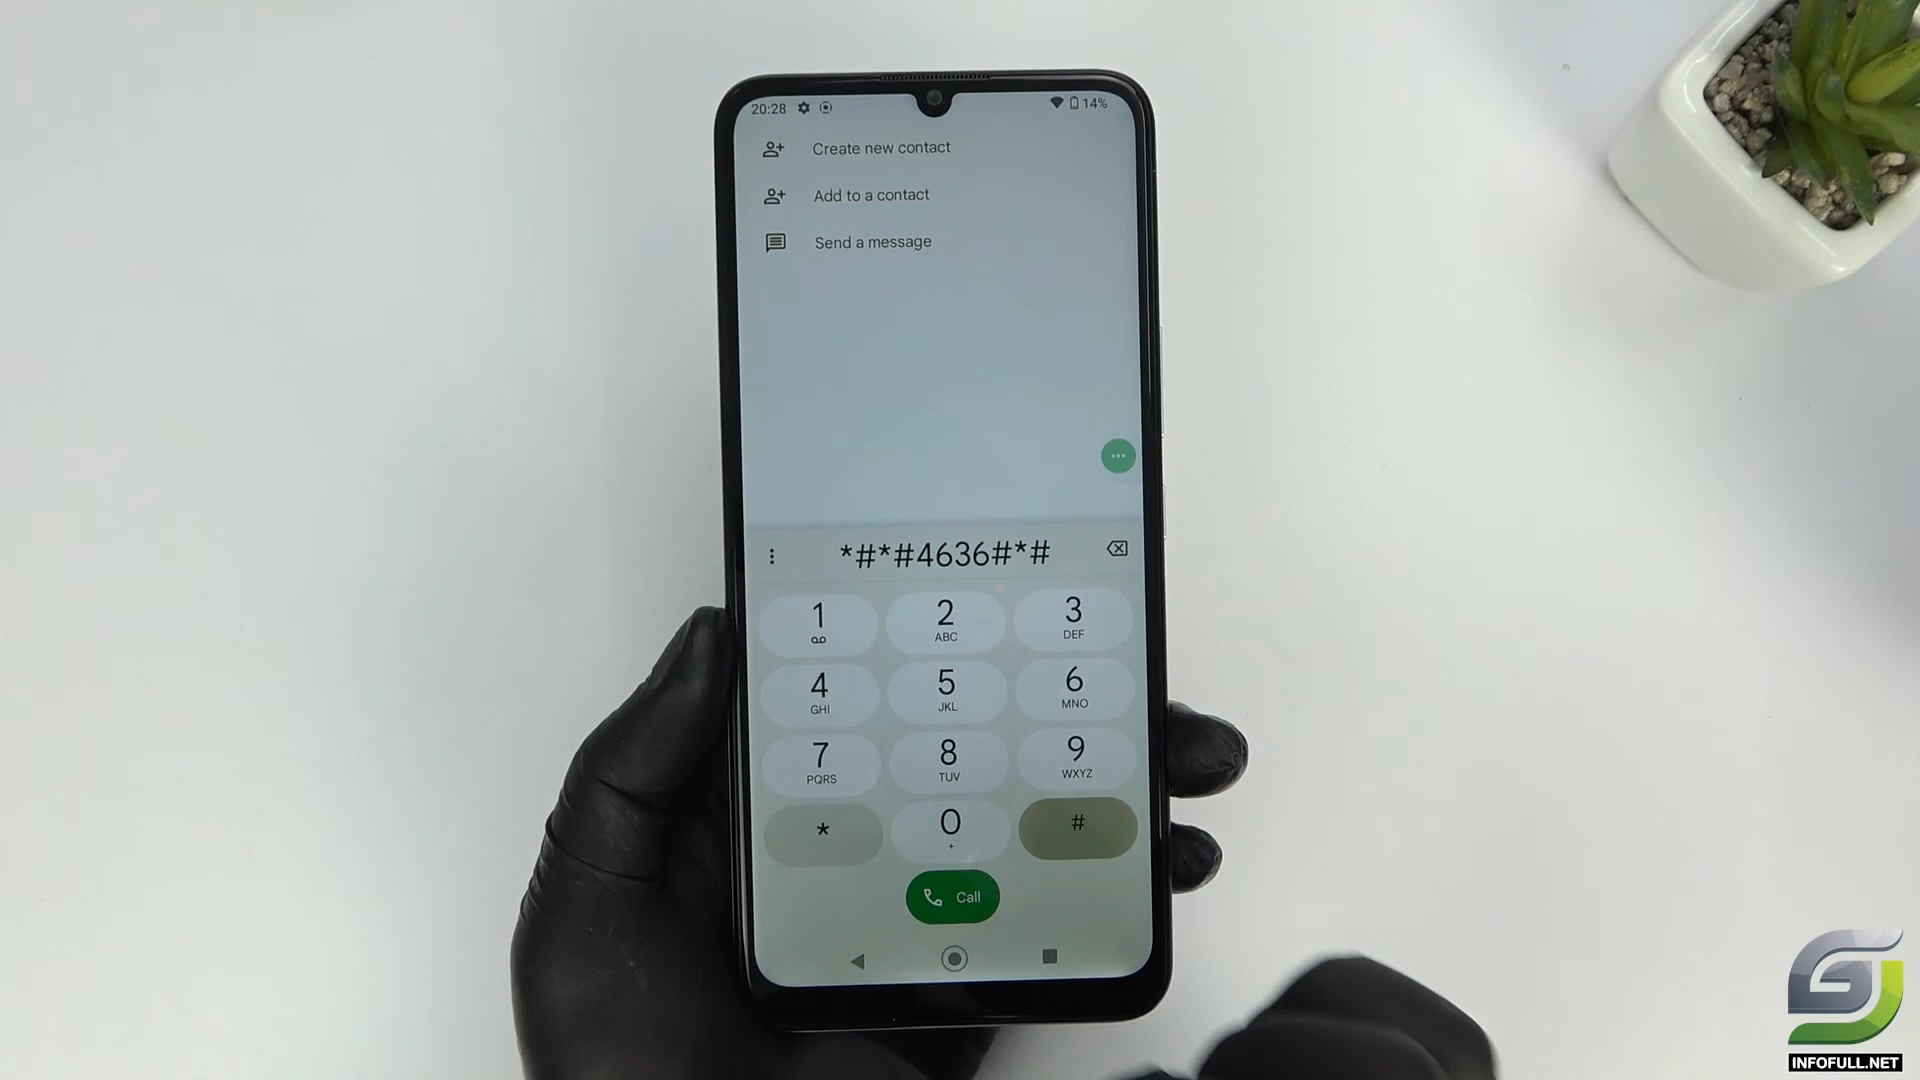 20:28 14%
Create new contact
Add to a contact
Send a message
*#*#4636#*#
1 2 ABC 3 DEF
4 GHI 5 JKL 6 MNO
7 PQRS 8 TUV 9 WXYZ
* 0 + #
Call
INFOFULL.NET